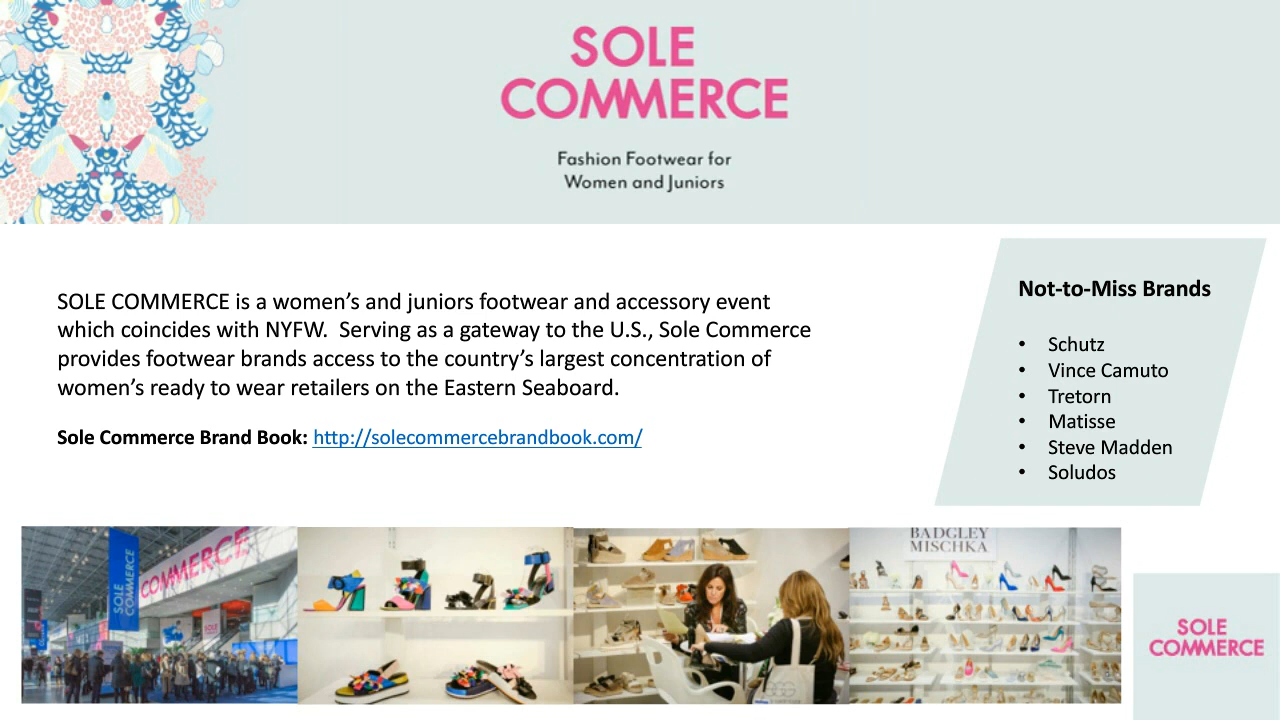 SOLE
COMMERCE
Fashion Footwear for
Women and Juniors
SOLE COMMERCE is a women’s and juniors footwear and accessory event
which coincides with NYFW.  Serving as a gateway to the U.S., Sole Commerce
provides footwear brands access to the country’s largest concentration of
women’s ready to wear retailers on the Eastern Seaboard.
Sole Commerce Brand Book: http://solecommercebrandbook.com/
Not-to-Miss Brands
• Schutz
• Vince Camuto
• Tretorn
• Matisse
• Steve Madden
• Soludos
SOLE
COMMERCE
COMMERCE
SOLE
BADGLEY
MISCHKA
SOLE
COMMERCE